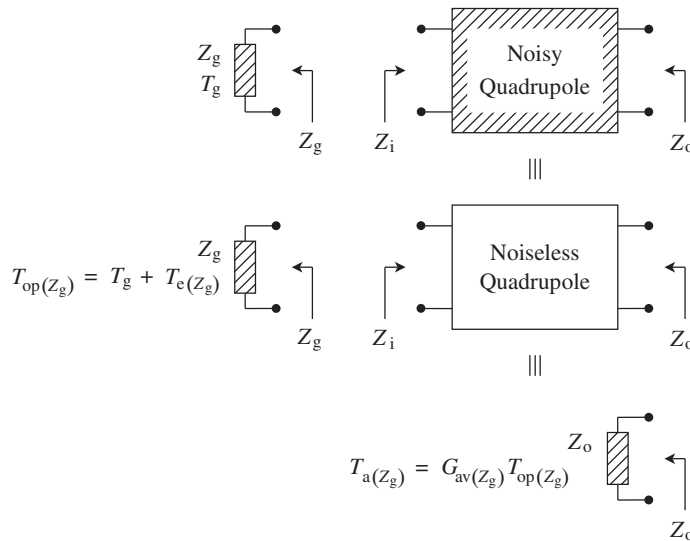 Z_g
T_g
Noisy
Quadrupole
Z_g
Z_i
Z_o
|||
Z_g
T_op(Z_g) = T_g + T_e(Z_g)
Noiseless
Quadrupole
Z_g
Z_i
Z_o
|||
Z_o
T_a(Z_g) = G_av(Z_g) T_op(Z_g)
Z_o